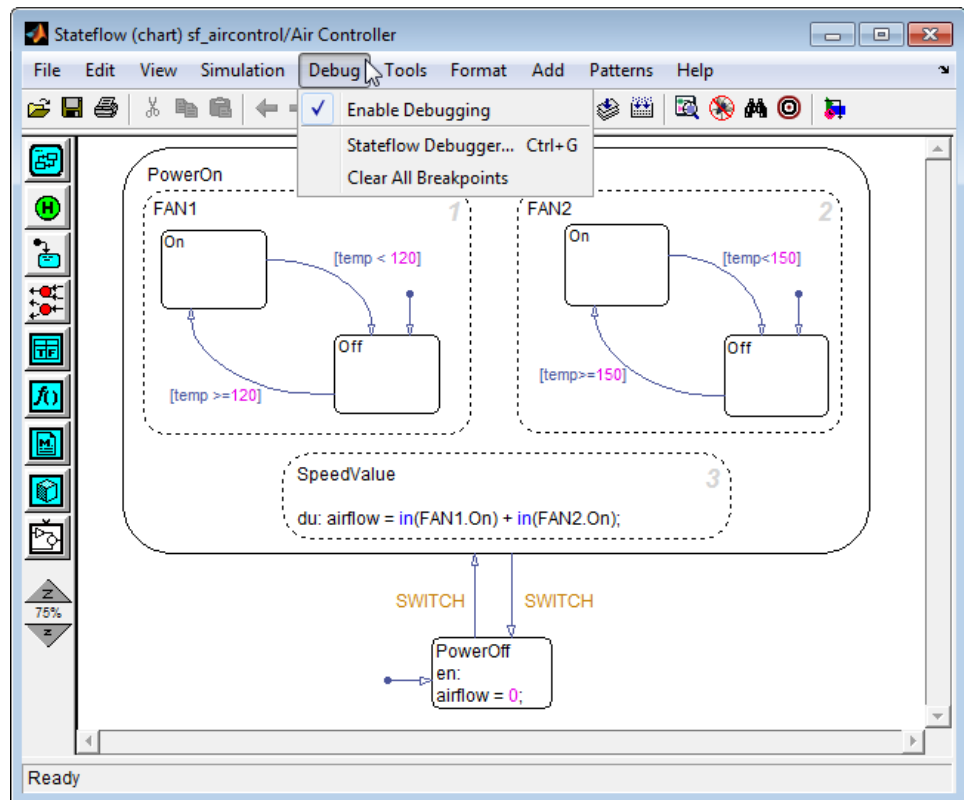 Stateflow (chart) sf_aircontrol/Air Controller
File Edit View Simulation Debug Tools Format Add Patterns Help
Enable Debugging
Stateflow Debugger... Ctrl+G
Clear All Breakpoints
PowerOn
FAN1 1
On
[temp < 120]
Off
[temp >=120]
FAN2 2
On
[temp<150]
Off
[temp>=150]
SpeedValue 3
du: airflow = in(FAN1.On) + in(FAN2.On);
SWITCH SWITCH
PowerOff
en:
airflow = 0;
H
TF
f()
M
Z
75%
z
Ready